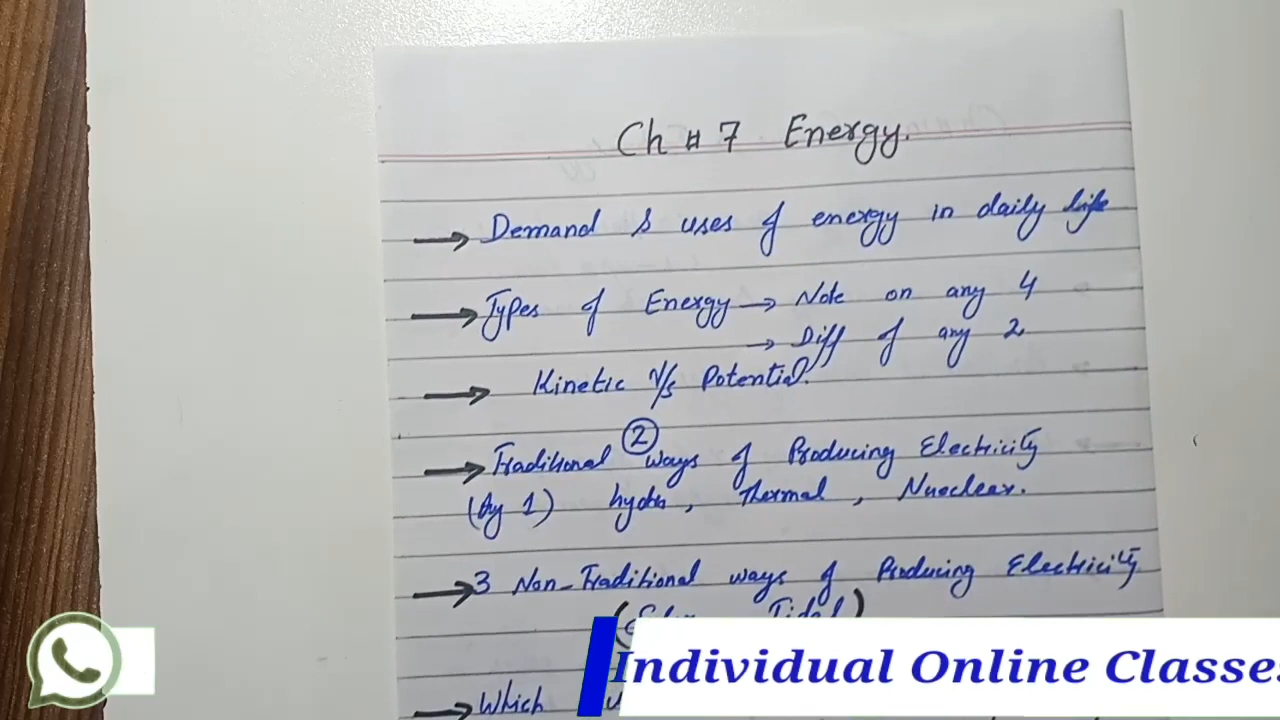 Ch # 7 Energy.
→ Demand & uses of energy in daily life
→ Types of Energy → Note on any 4
→ Diff of any 2
→ Kinetic v/s Potential.
→ Traditional ② ways of Producing Electricity
(Any 1) hydro, Thermal, Nuclear.
→ 3 Non-Traditional ways of Producing Electricity
Tidal)
→ Which
Individual Online Classe